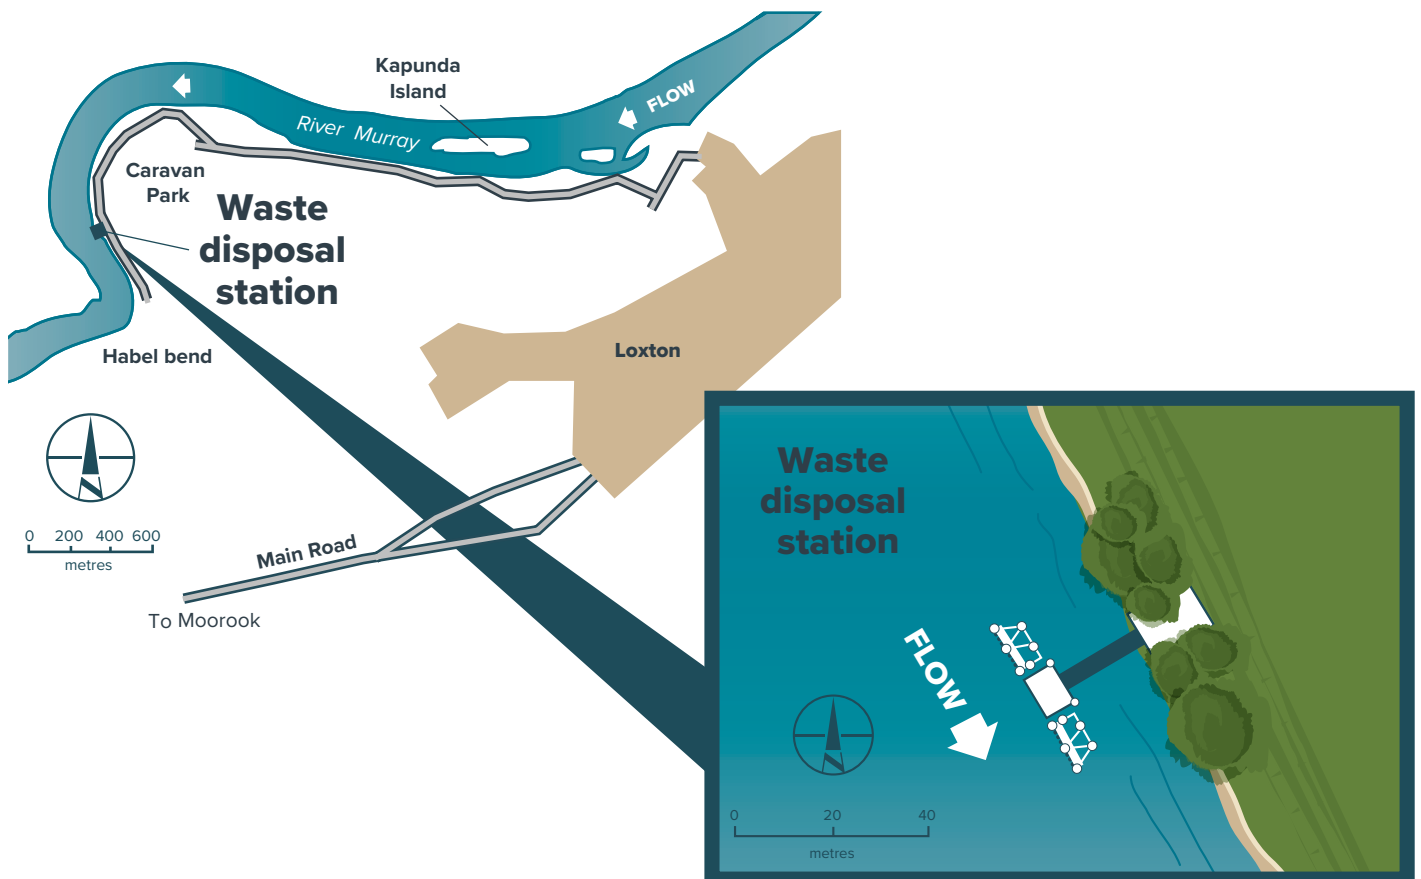 Kapunda
Island
FLOW
River Murray
Caravan
Park
Waste
disposal
station
Habel bend
Loxton
N
0 200 400 600
metres
Main Road
To Moorook
Waste
disposal
station
FLOW
N
0 20 40
metres